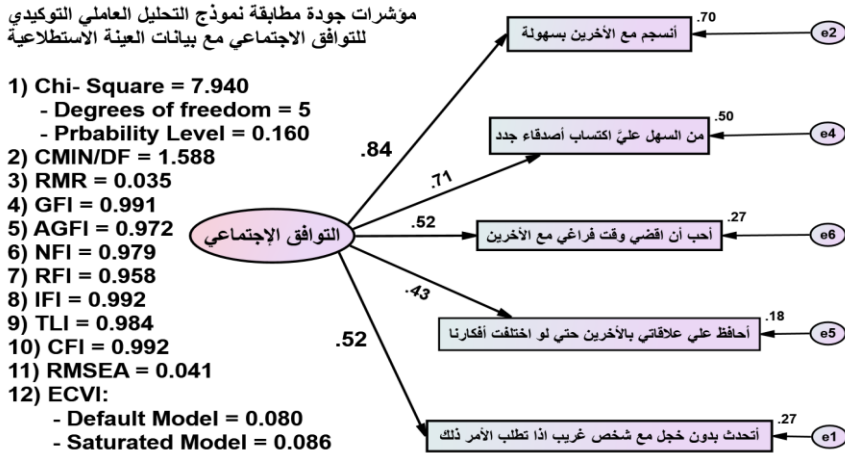 مؤشرات جودة مطابقة نموذج التحليل العاملي التوكيدي
للتوافق الاجتماعي مع بيانات العينة الاستطلاعية
1) Chi- Square = 7.940
- Degrees of freedom = 5
- Prbability Level = 0.160
2) CMIN/DF = 1.588
3) RMR = 0.035
4) GFI = 0.991
5) AGFI = 0.972
6) NFI = 0.979
7) RFI = 0.958
8) IFI = 0.992
9) TLI = 0.984
10) CFI = 0.992
11) RMSEA = 0.041
12) ECVI:
- Default Model = 0.080
- Saturated Model = 0.086
التوافق الإجتماعي
.84
.71
.52
.43
.52
أنسجم مع الأخرين بسهولة
.70
e2
من السهل عليَّ اكتساب أصدقاء جدد
.50
e4
أحب أن اقضي وقت فراغي مع الأخرين
.27
e6
أحافظ علي علاقاتي بالأخرين حتي لو اختلفت أفكارنا
.18
e5
أتحدث بدون خجل مع شخص غريب اذا تطلب الأمر ذلك
.27
e1